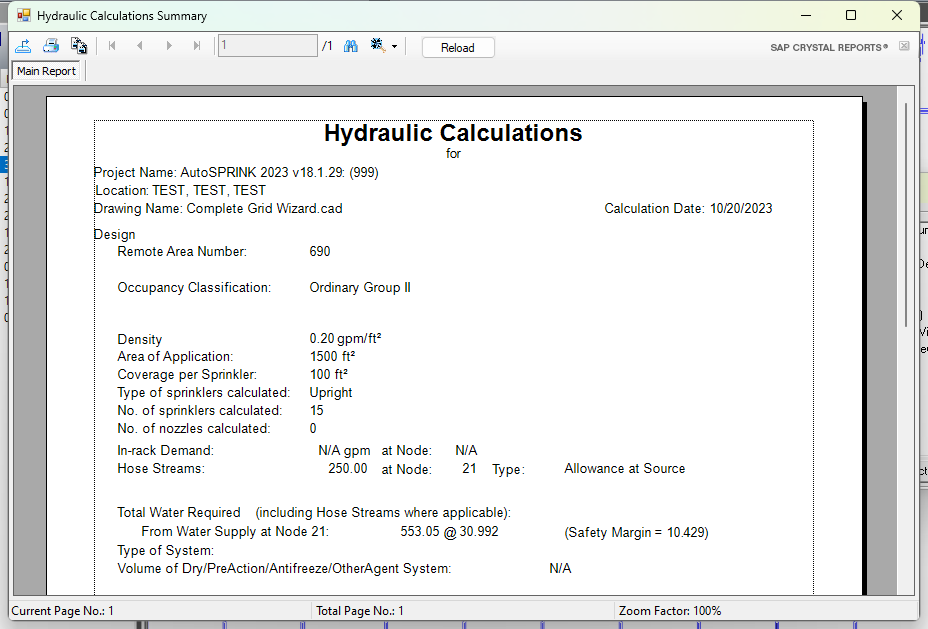 Hydraulic Calculations Summary
1 /1 Reload SAP CRYSTAL REPORTS®
Main Report
Hydraulic Calculations
for
Project Name: AutoSPRINK 2023 v18.1.29: (999)
Location: TEST, TEST, TEST
Drawing Name: Complete Grid Wizard.cad Calculation Date: 10/20/2023
Design
Remote Area Number: 690
Occupancy Classification: Ordinary Group II
Density 0.20 gpm/ft²
Area of Application: 1500 ft²
Coverage per Sprinkler: 100 ft²
Type of sprinklers calculated: Upright
No. of sprinklers calculated: 15
No. of nozzles calculated: 0
In-rack Demand: N/A gpm at Node: N/A
Hose Streams: 250.00 at Node: 21 Type: Allowance at Source
Total Water Required (including Hose Streams where applicable):
From Water Supply at Node 21: 553.05 @ 30.992 (Safety Margin = 10.429)
Type of System:
Volume of Dry/PreAction/Antifreeze/OtherAgent System: N/A
Current Page No.: 1 Total Page No.: 1 Zoom Factor: 100%